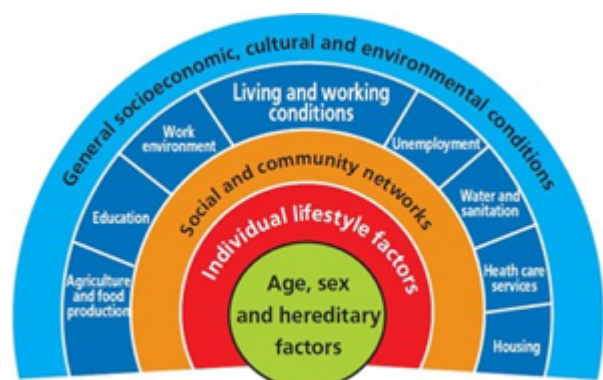 General socioeconomic, cultural and environmental conditions
Living and working
conditions
Work
environment
Unemployment
Education
Water and
sanitation
Agriculture
and food
production
Heath care
services
Housing
Social and community networks
Individual lifestyle factors
Age, sex
and hereditary
factors